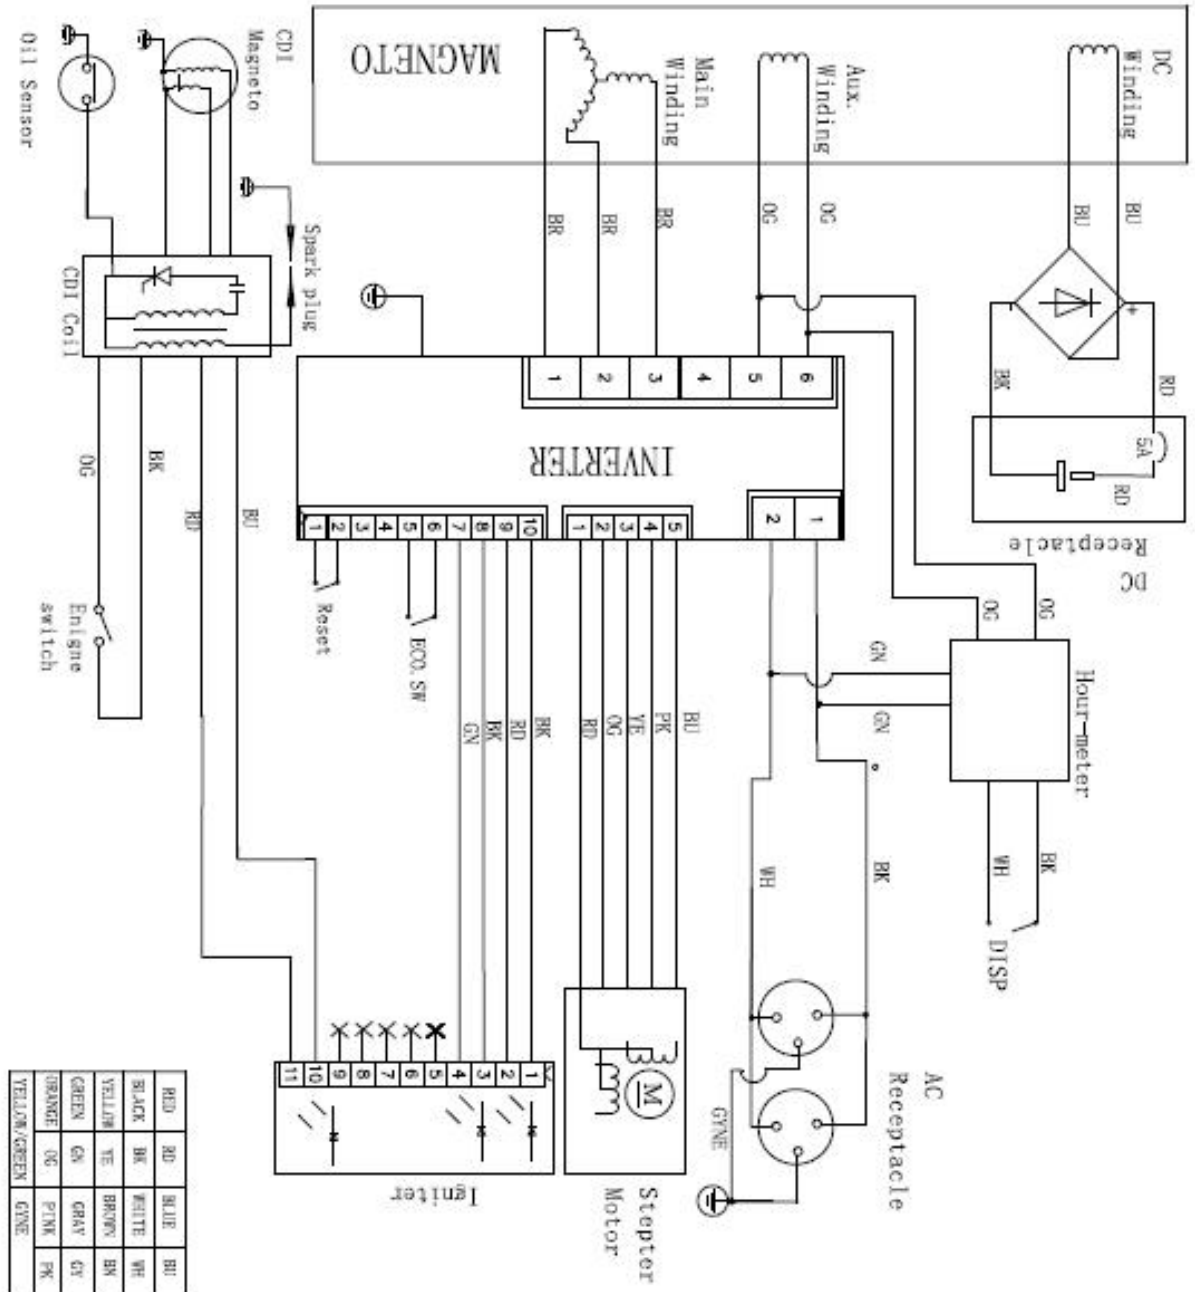 MAGNETO
DC
Winding
Aux.
Winding
Main
Winding
CDI
Magneto
Oil Sensor
Spark plug
CDI Coil
BR
BR
BR
OG
OG
BU
BU
1
2
3
4
5
6
INVERTER
- +
BK
RD
5A
RD
DC
Receptacle
OG
BK
RD
BU
1 2 3 4 5 6 7 8 9 10
1 2 3 4 5
2
1
Reset
ECO. SW
Enigne
switch
GN
BK
RD
BK
RD
OG
YE
PK
BU
GN
GN
OG
OG
Hour-meter
WH
BK
DISP
WH
BK
AC
Receptacle
GYNE
M
Stepter
Motor
11 10 9 8 7 6 5 4 3 2 1
Igniter
RED RD BLUE BU
BLACK BK WHITE WH
YELLOW YE BROWN BN
GREEN GN GRAY GY
ORANGE OG PINK PK
YELLOW/GREEN GYNE